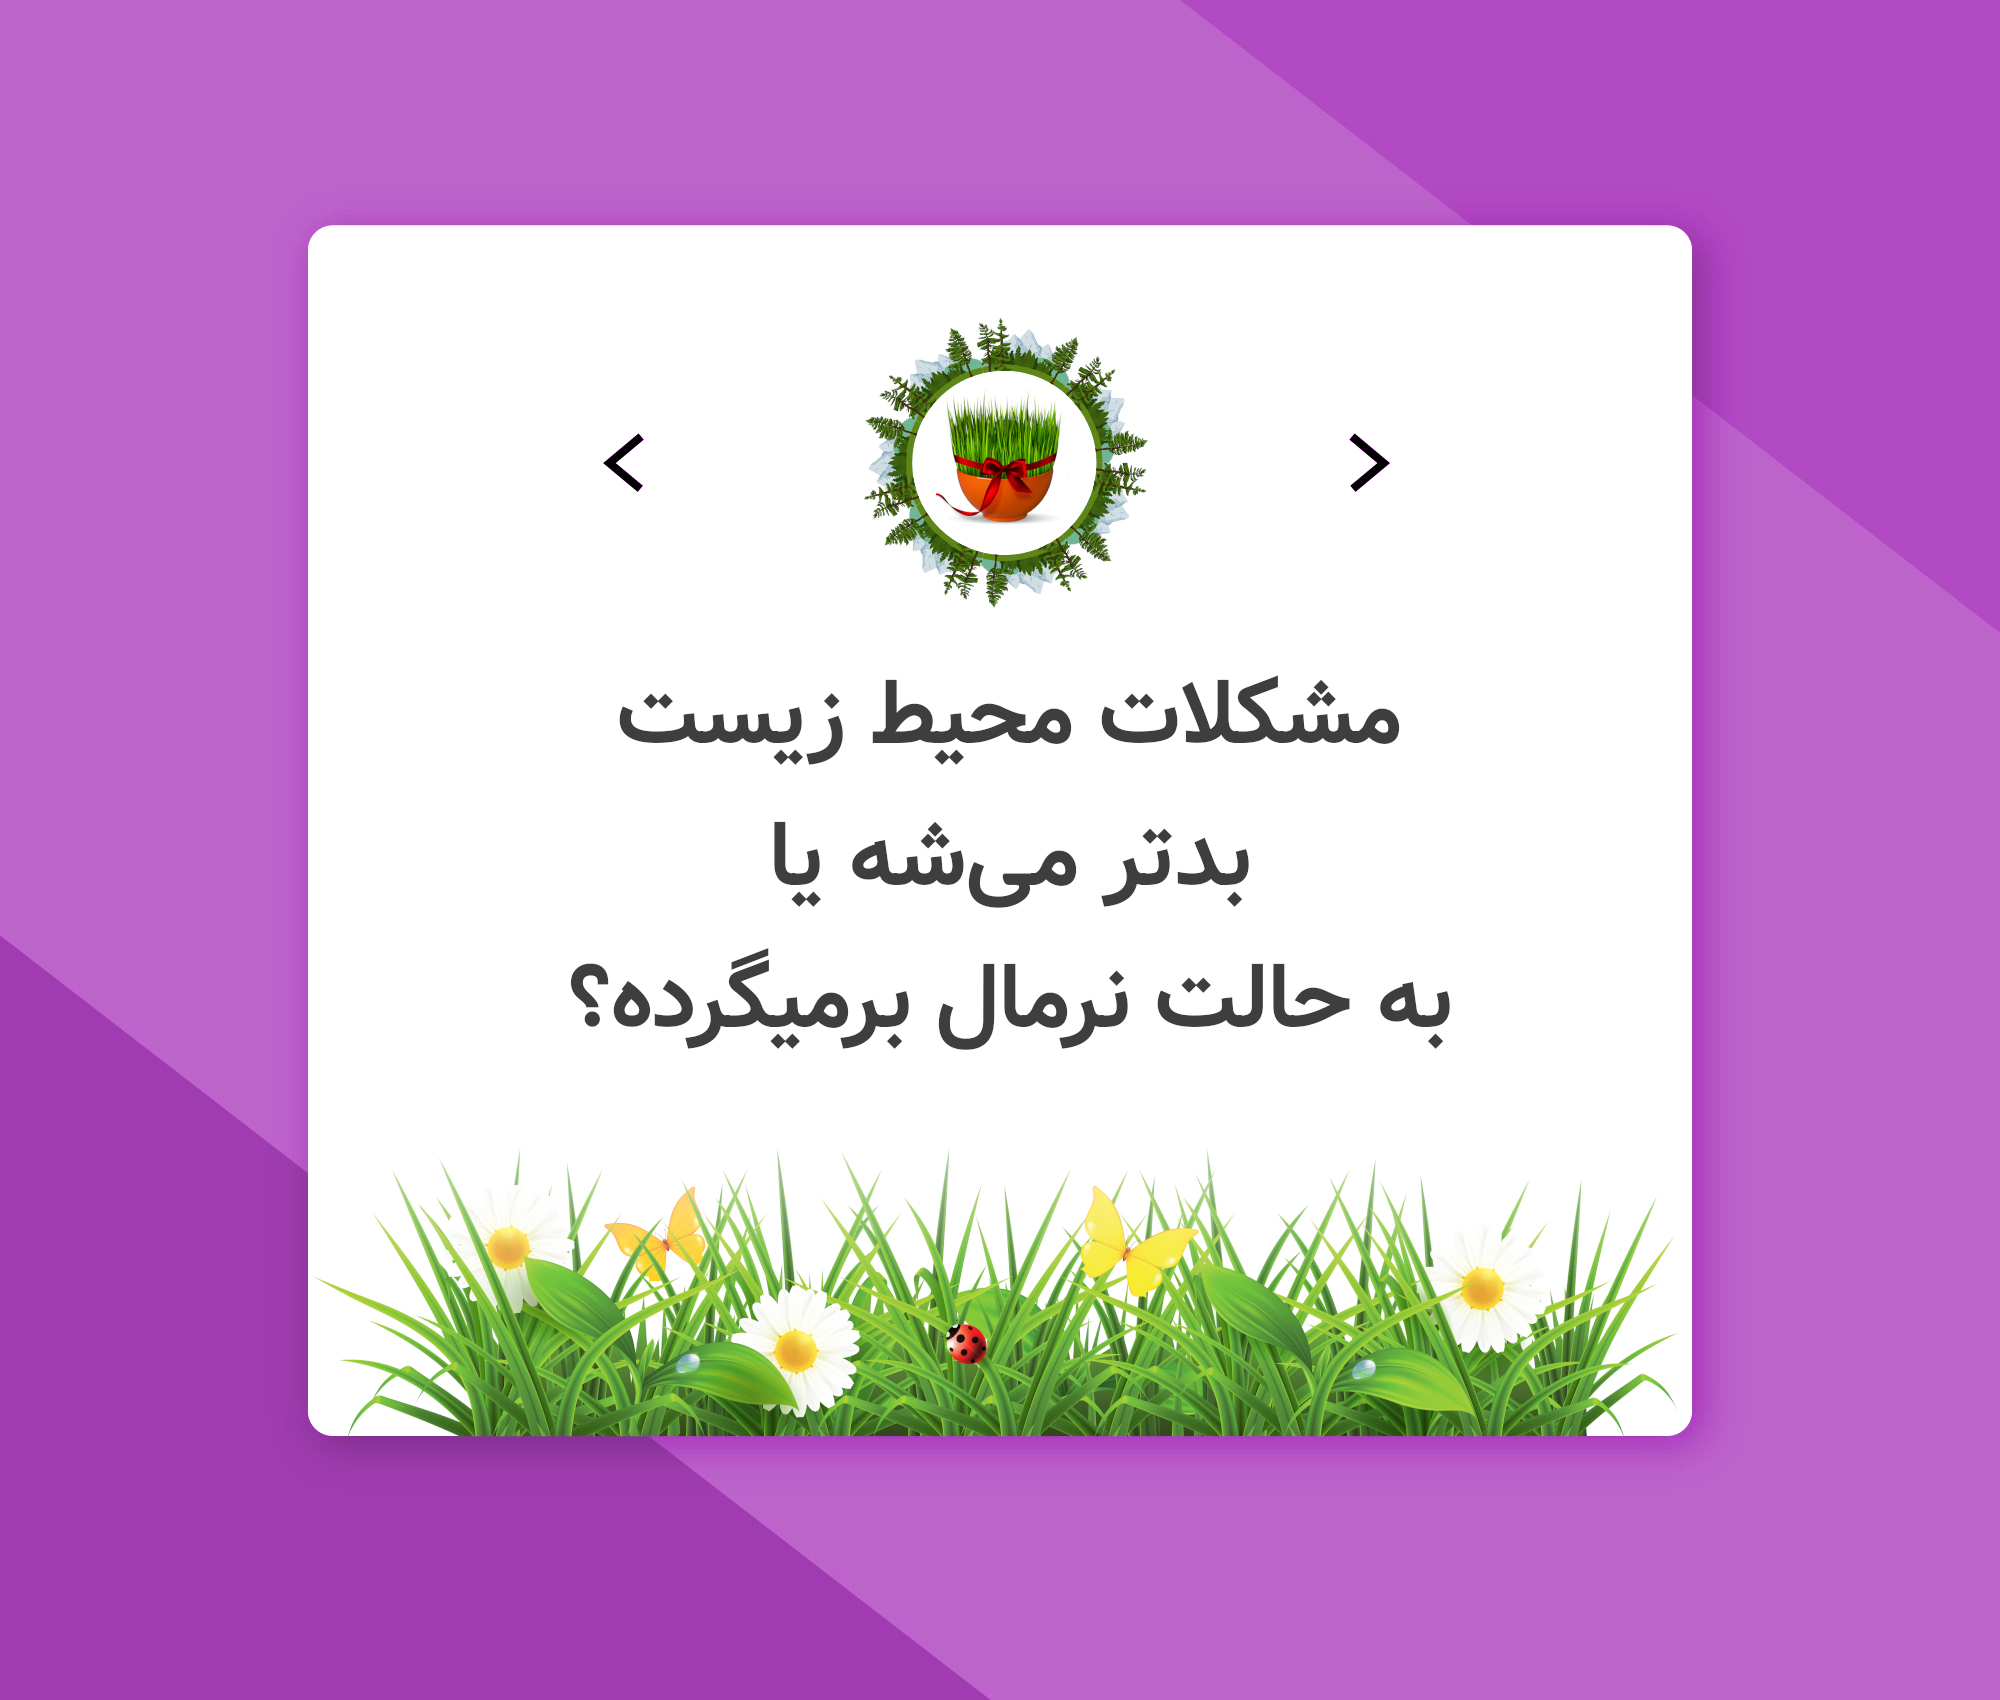 مشکلات محیط زیست
بدتر می‌شه یا
به حالت نرمال برمیگرده؟